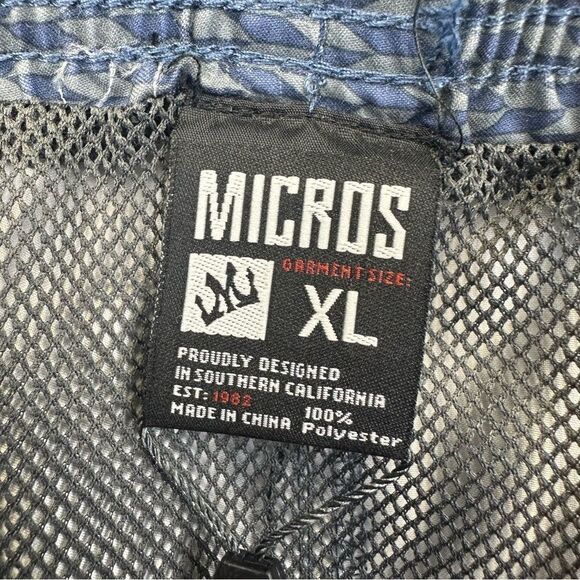 MICROS
GARMENT SIZE:
XL
PROUDLY DESIGNED
IN SOUTHERN CALIFORNIA
EST: 1982
MADE IN CHINA
100%
Polyester